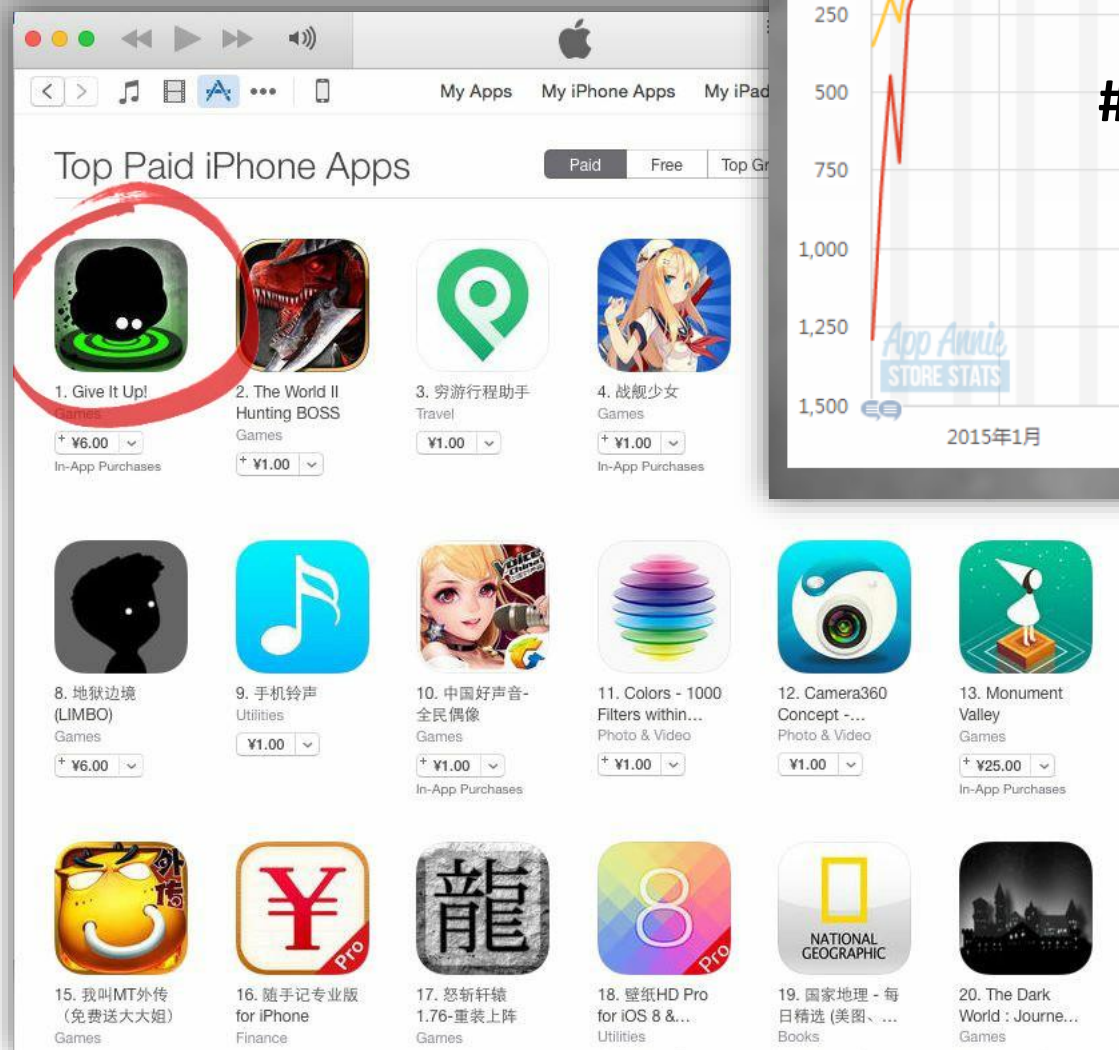 My Apps My iPhone Apps My iPad
Top Paid iPhone Apps
Paid Free Top Gr
1. Give It Up!
Games
+ ¥6.00
In-App Purchases
2. The World II
Hunting BOSS
Games
+ ¥1.00
3. 穷游行程助手
Travel
¥1.00
4. 战舰少女
Games
+ ¥1.00
In-App Purchases
250
500
750
1,000
1,250
1,500
#
App Annie
STORE STATS
2015年1月
8. 地狱边境
(LIMBO)
Games
+ ¥6.00
9. 手机铃声
Utilities
¥1.00
10. 中国好声音-
全民偶像
Games
+ ¥1.00
In-App Purchases
11. Colors - 1000
Filters within...
Photo & Video
+ ¥1.00
12. Camera360
Concept -...
Photo & Video
¥1.00
13. Monument
Valley
Games
+ ¥25.00
In-App Purchases
外传
¥
Pro
龍
8
Pro
NATIONAL
GEOGRAPHIC
15. 我叫MT外传
（免费送大大姐）
Games
16. 随手记专业版
for iPhone
Finance
17. 怒斩轩辕
1.76-重装上阵
Games
18. 壁纸HD Pro
for iOS 8 &...
Utilities
19. 国家地理 - 每
日精选 (美图、...
Books
20. The Dark
World : Journe...
Games